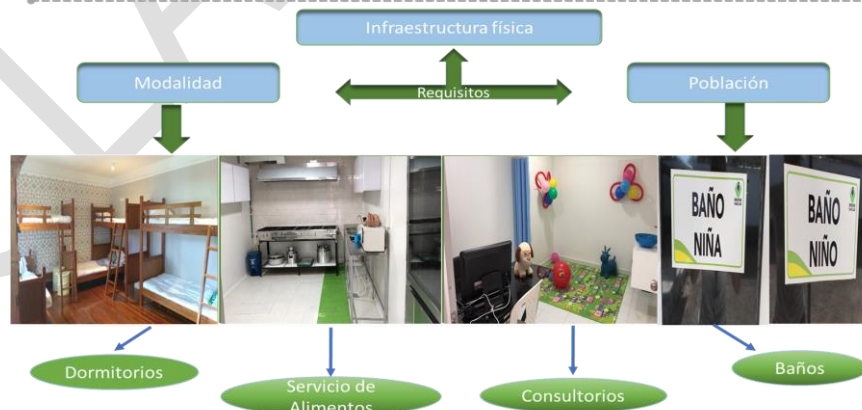 Infraestructura física
Modalidad
Requisitos
Población
BAÑO
NIÑA
BAÑO
NIÑO
Dormitorios
Servicio de
Alimentos
Consultorios
Baños